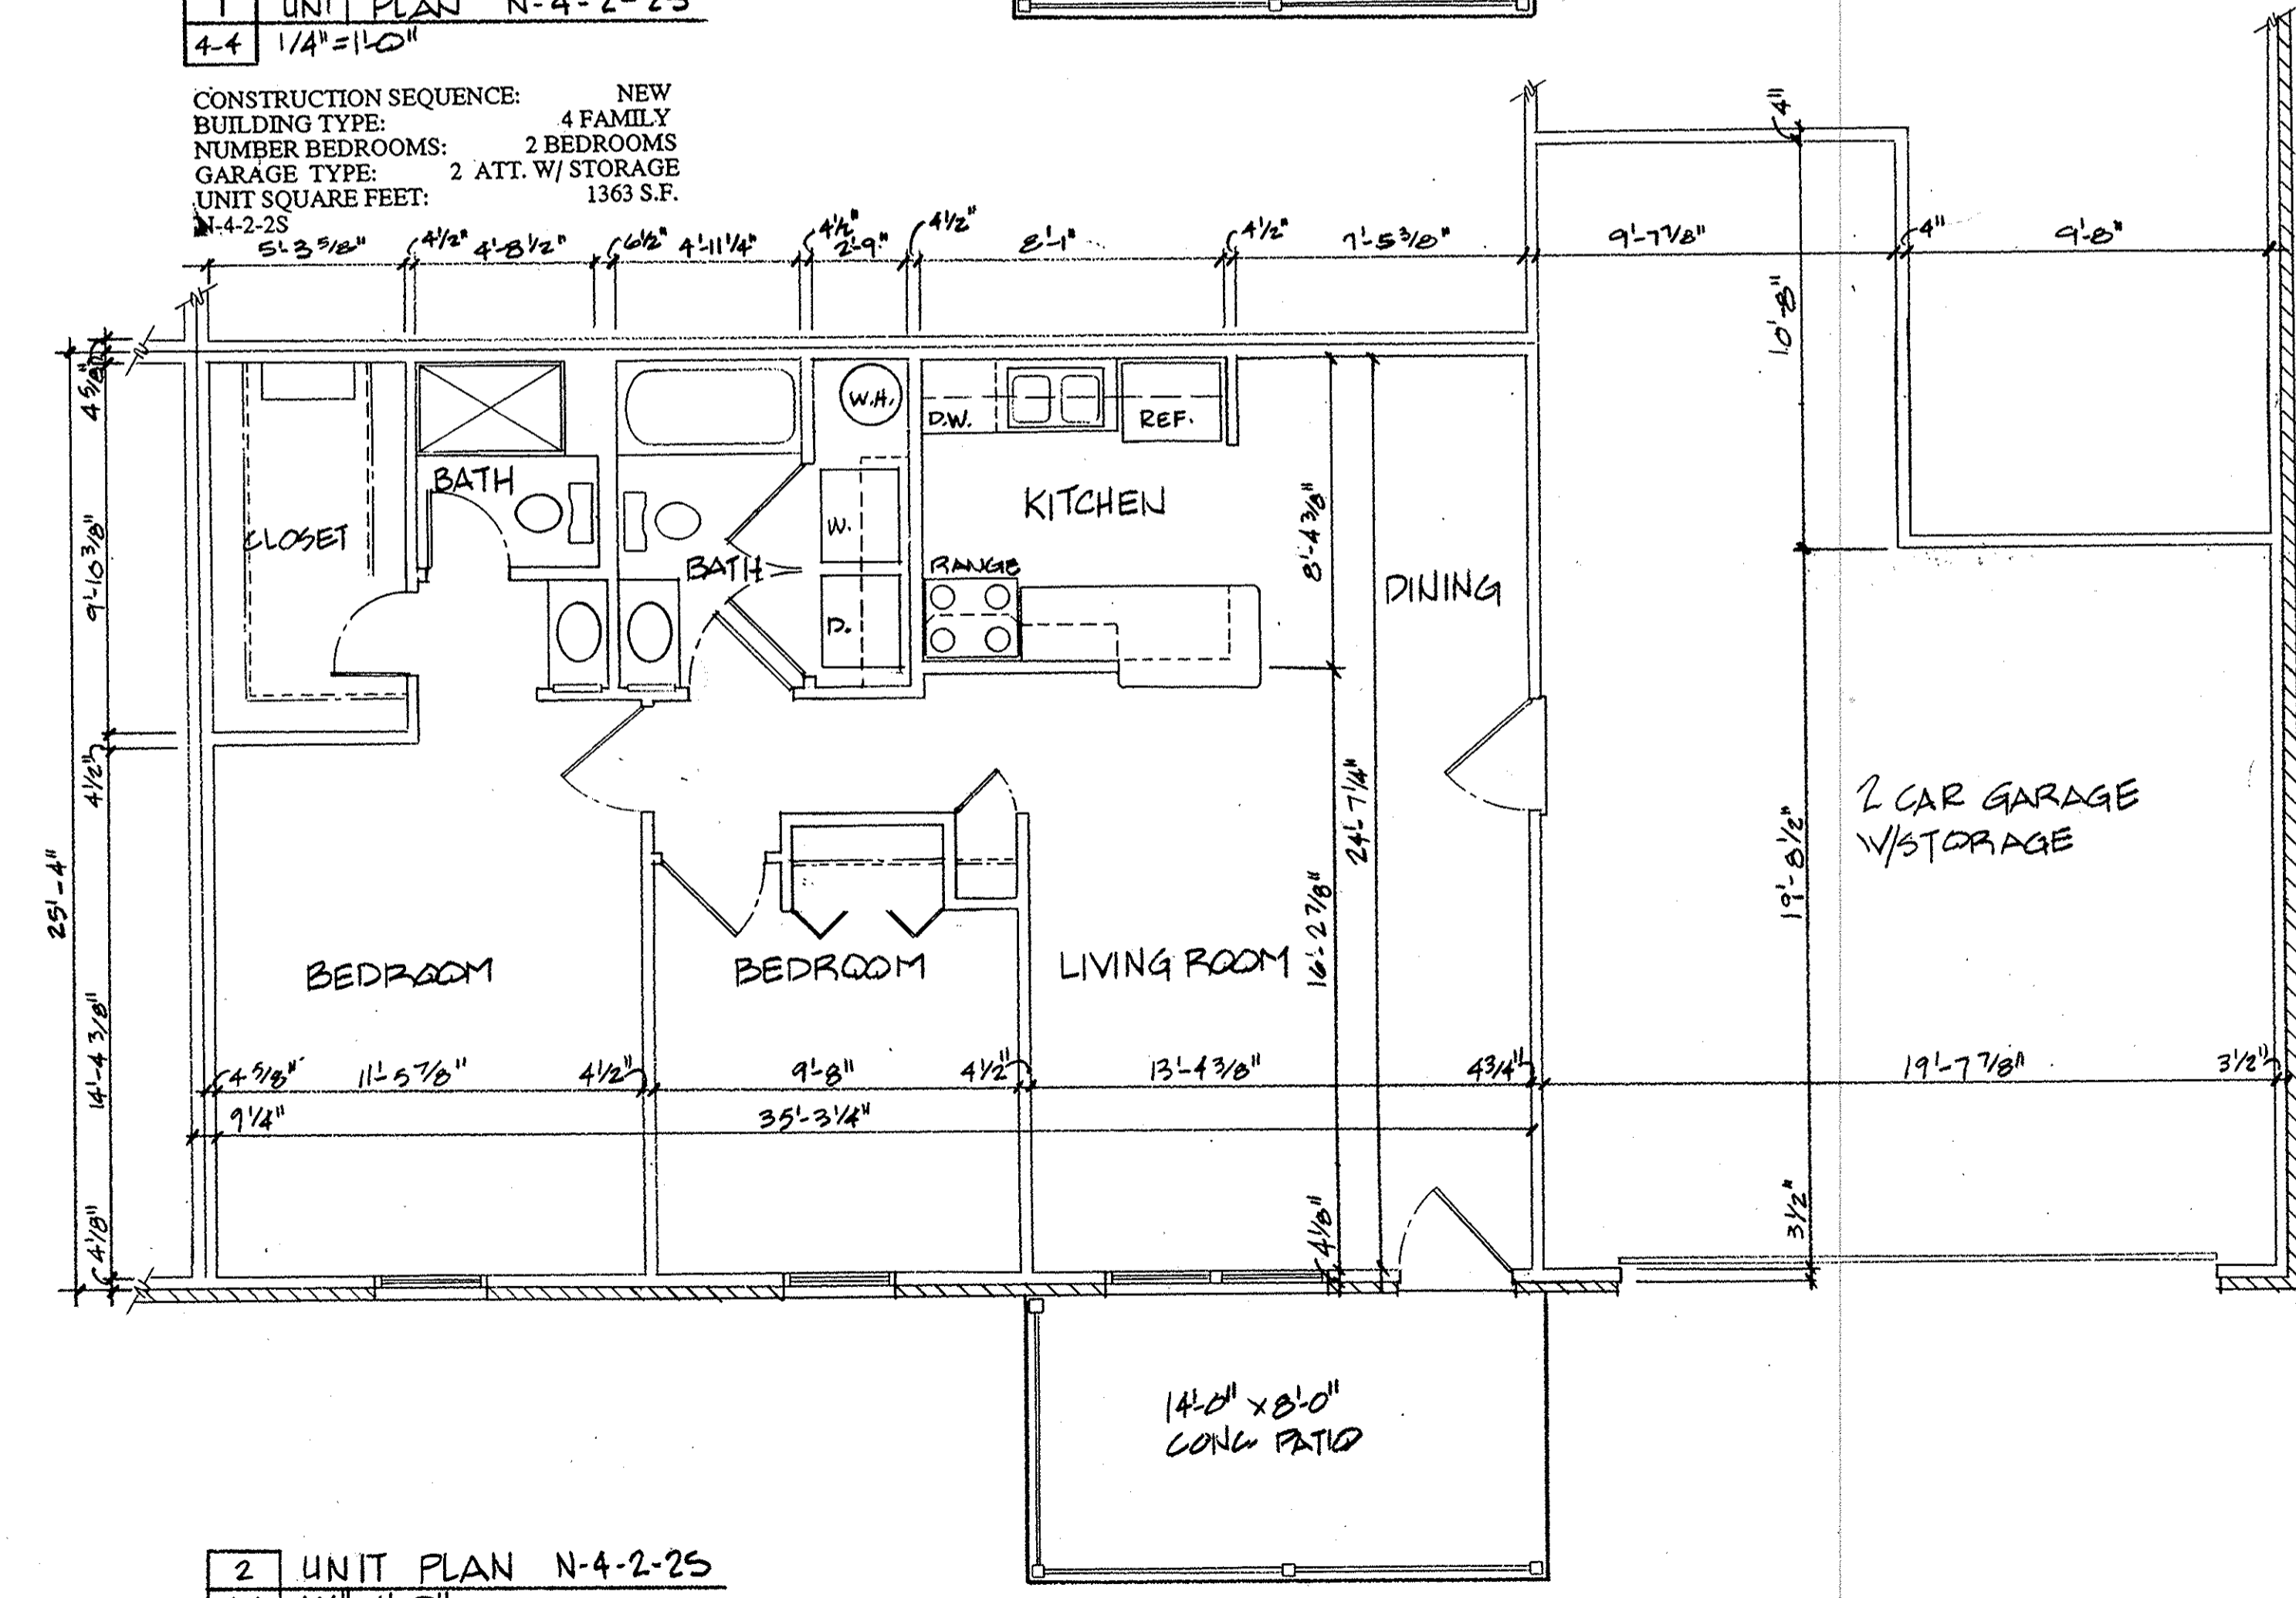 1 UNIT PLAN N-4-2-2S
4-4 1/4"=1'-0"
CONSTRUCTION SEQUENCE: NEW
BUILDING TYPE: 4 FAMILY
NUMBER BEDROOMS: 2 BEDROOMS
GARAGE TYPE: 2 ATT. W/ STORAGE
UNIT SQUARE FEET: 1363 S.F.
N-4-2-2S
5'-3 5/8" 4 1/2" 4'-8 1/2" 6 1/2" 4'-11 1/4" 4 1/2" 2'-9" 4 1/2" 8'-1" 4 1/2" 7'-5 3/8" 9'-7 7/8" 4" 9'-8"
4"
10'-8"
4 5/8"
W.H.
D.W.
REF.
BATH
KITCHEN
CLOSET
W.
BATH
RANGE
8'-4 3/8"
DINING
9'-10 3/8"
D.
4 1/2"
24'-7 1/4"
2 CAR GARAGE
W/STORAGE
19'-8 1/2"
25'-4"
16'-2 7/8"
BEDROOM
BEDROOM
LIVING ROOM
14'-4 3/8"
4 5/8" 11'-5 7/8" 4 1/2" 9'-8" 4 1/2" 13'-4 3/8" 4 3/4" 19'-7 7/8" 3 1/2"
9 1/4" 35'-3 1/4"
4 1/8"
4 1/8"
3 1/2"
14'-0" x 8'-0"
CONC. PATIO
2 UNIT PLAN N-4-2-2S